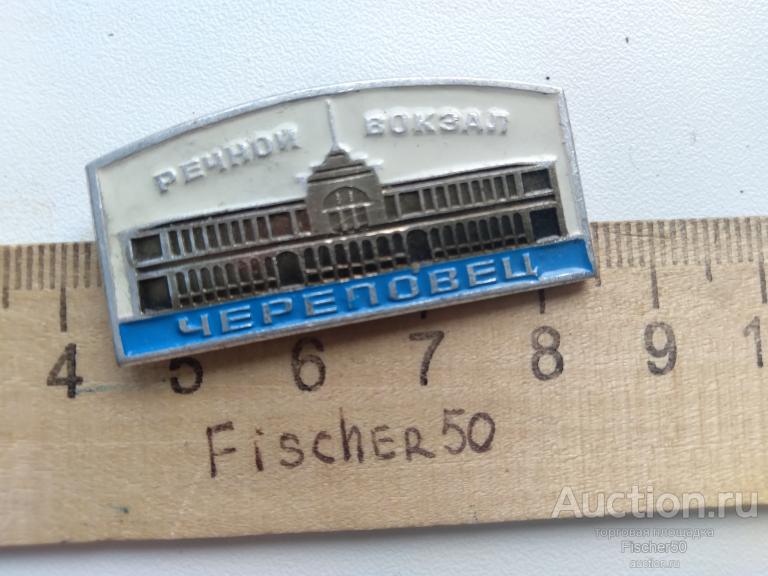 РЕЧНОЙ ВОКЗАЛ
ЧЕРЕПОВЕЦ
4 5 6 7 8 9 1
Fischer50
Auction.ru
торговая площадка
Fischer50
auction.ru